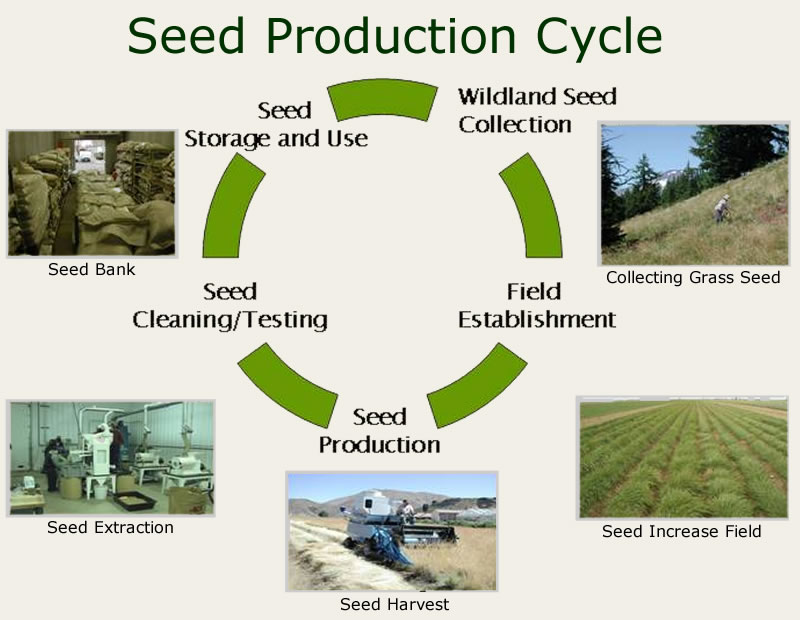 Seed Production Cycle
Wildland Seed
Collection
Collecting Grass Seed
Field
Establishment
Seed Increase Field
Seed
Production
Seed Harvest
Seed
Cleaning/Testing
Seed Extraction
Seed
Storage and Use
Seed Bank